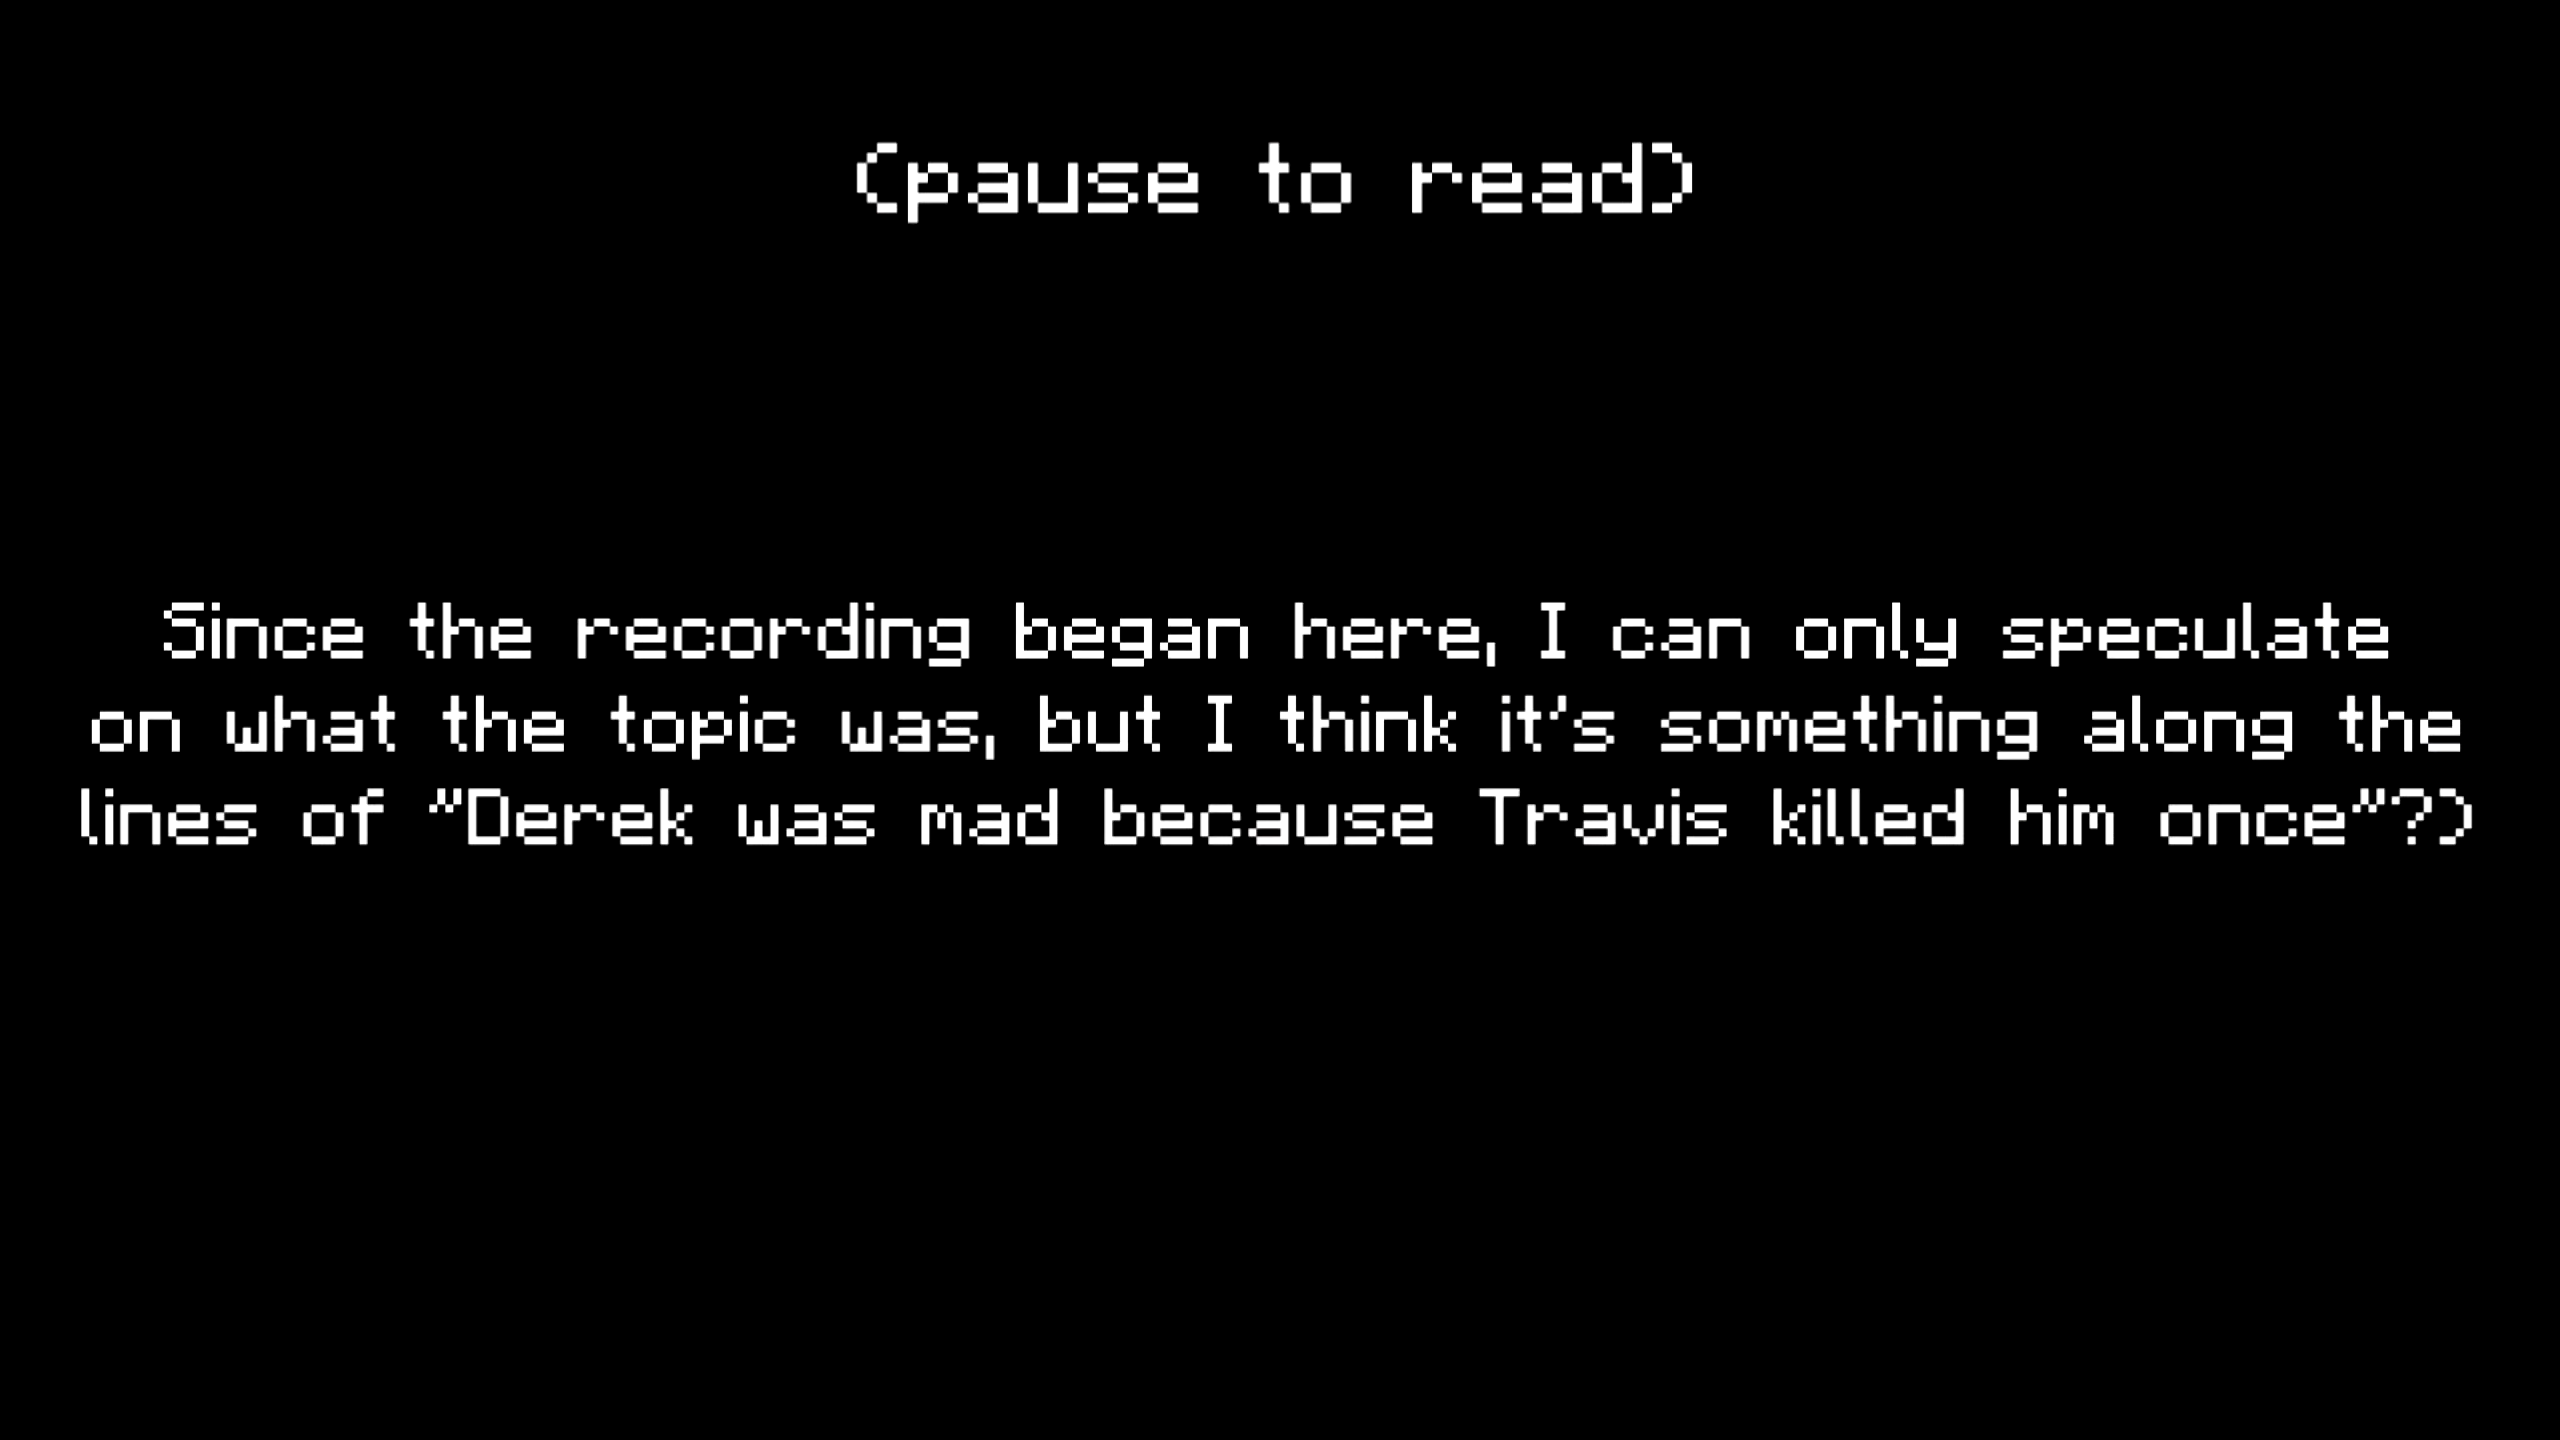 (pause to read)
Since the recording began here, I can only speculate
on what the topic was, but I think it's something along the
lines of "Derek was mad because Travis killed him once"?)